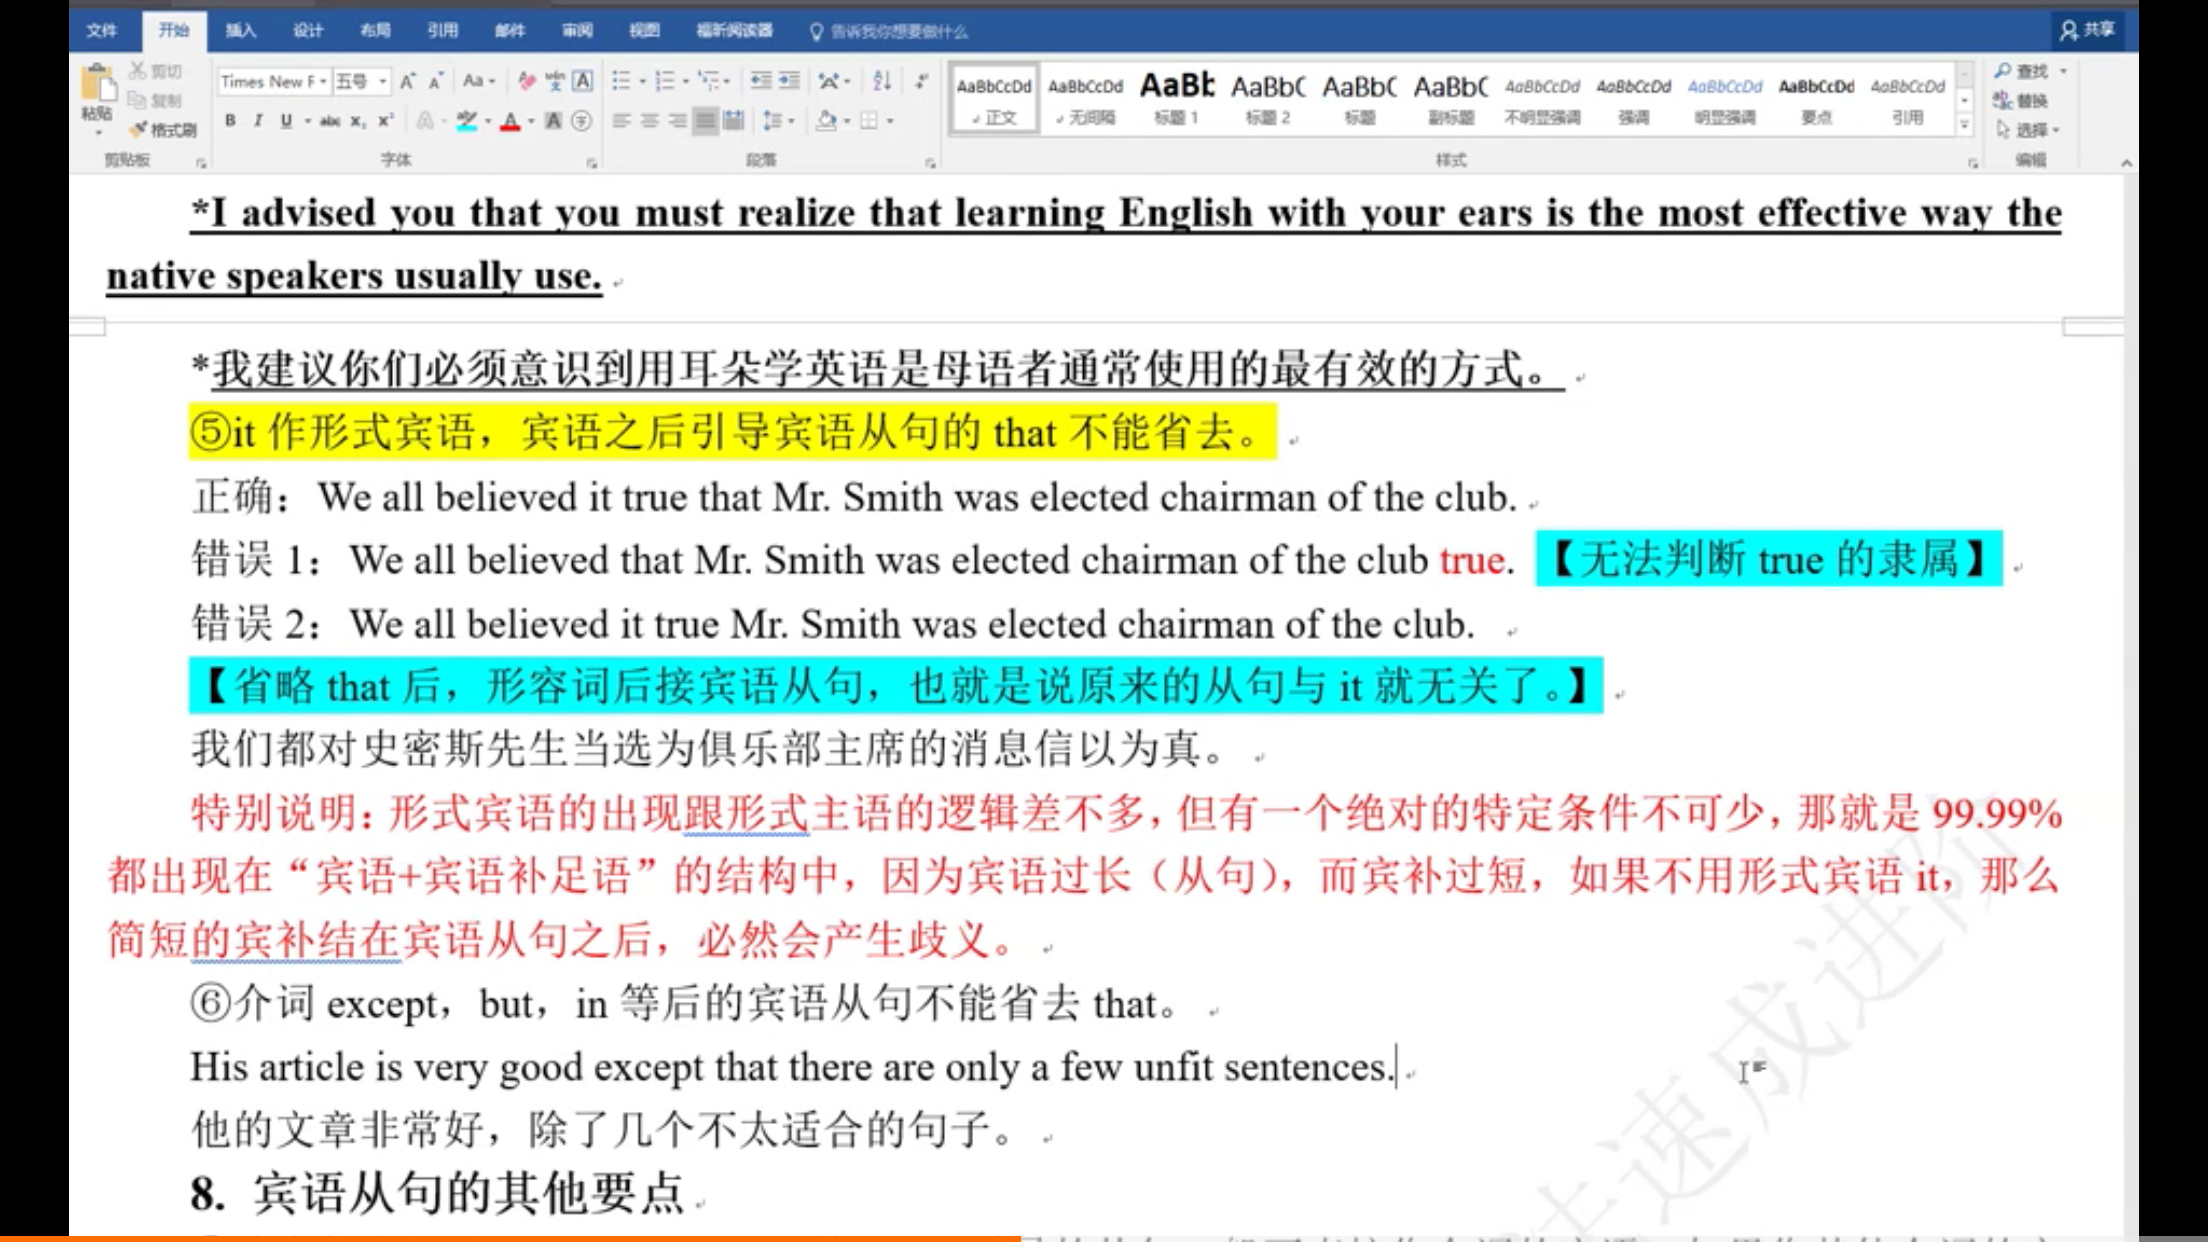 文件 开始 插入 设计 布局 引用 邮件 审阅 视图 福昕阅读器 告诉我你想要做什么 共享
剪切 Times New F 五号 Aa AaBbCcDd AaBbCcDd AaBb AaBbC AaBbC AaBbC AaBbCcDd AaBbCcDd AaBbCcDd AaBbCcDd AaBbCcDd 查找
粘贴 复制 替换
格式刷 B I U abc x₂ x² A 正文 无间隔 标题 1 标题 2 标题 副标题 不明显强调 强调 明显强调 要点 引用 选择
剪贴板 字体 段落 样式 编辑
*I advised you that you must realize that learning English with your ears is the most effective way the
native speakers usually use.
*我建议你们必须意识到用耳朵学英语是母语者通常使用的最有效的方式。
⑤it 作形式宾语，宾语之后引导宾语从句的 that 不能省去。
正确：We all believed it true that Mr. Smith was elected chairman of the club.
错误 1：We all believed that Mr. Smith was elected chairman of the club true. 【无法判断 true 的隶属】
错误 2：We all believed it true Mr. Smith was elected chairman of the club.
【省略 that 后，形容词后接宾语从句，也就是说原来的从句与 it 就无关了。】
我们都对史密斯先生当选为俱乐部主席的消息信以为真。
特别说明：形式宾语的出现跟形式主语的逻辑差不多，但有一个绝对的特定条件不可少，那就是 99.99%
都出现在“宾语+宾语补足语”的结构中，因为宾语过长（从句），而宾补过短，如果不用形式宾语 it，那么
简短的宾补结在宾语从句之后，必然会产生歧义。
⑥介词 except，but，in 等后的宾语从句不能省去 that。
His article is very good except that there are only a few unfit sentences.
他的文章非常好，除了几个不太适合的句子。
8. 宾语从句的其他要点
速成进阶